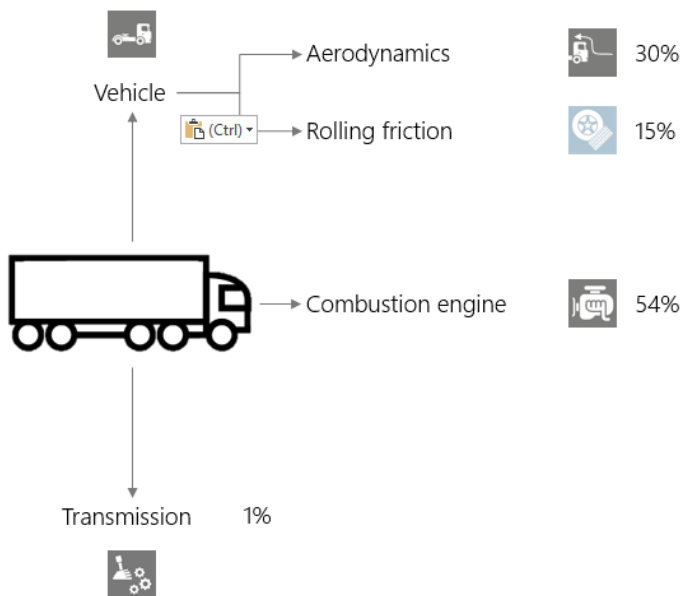 Aerodynamics 30%
Vehicle
(Ctrl)
Rolling friction 15%
Combustion engine 54%
Transmission 1%